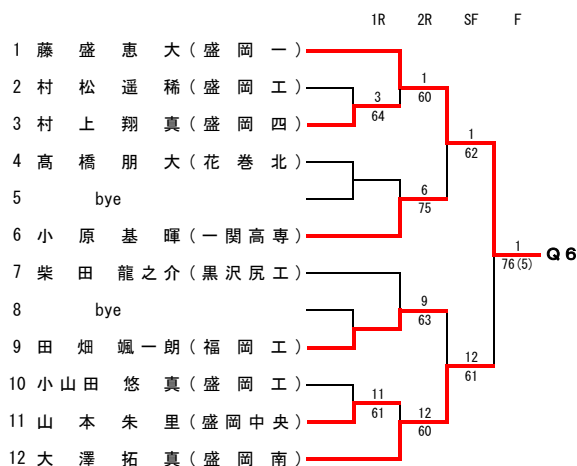 1R 2R SF F
1 藤盛恵大(盛岡一)
2 村松遥稀(盛岡工)
3 村上翔真(盛岡四)
4 髙橋朋大(花巻北)
5 bye
6 小原基暉(一関高専)
7 柴田龍之介(黒沢尻工)
8 bye
9 田畑颯一朗(福岡工)
10 小山田悠真(盛岡工)
11 山本朱里(盛岡中央)
12 大澤拓真(盛岡南)
3
64
11
61
1
60
6
75
9
63
12
60
1
62
12
61
1
76(5)
Q6